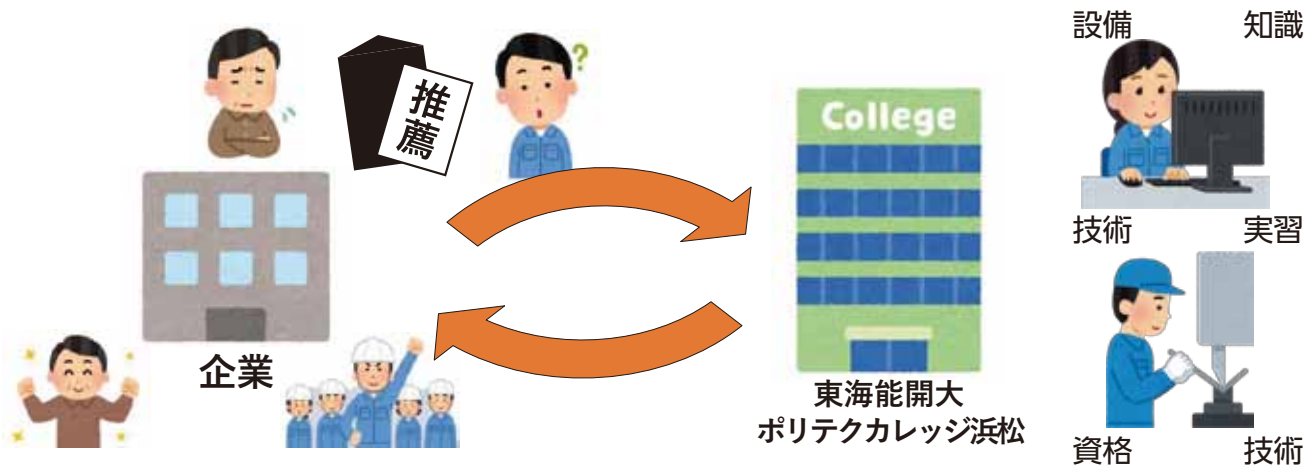 推薦
?
企業
College
東海能開大
ポリテクカレッジ浜松
設備 知識
技術 実習
資格 技術